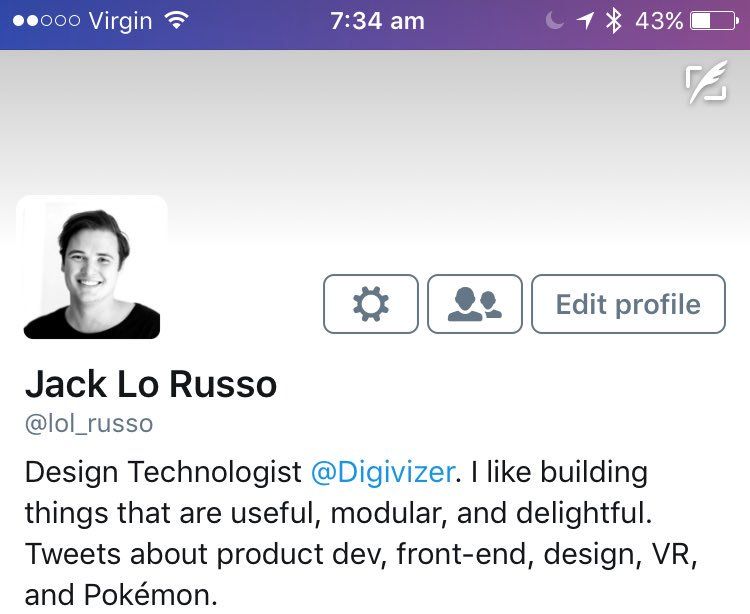 Virgin 7:34 am 43%
Edit profile
Jack Lo Russo
@lol_russo
Design Technologist @Digivizer. I like building
things that are useful, modular, and delightful.
Tweets about product dev, front-end, design, VR,
and Pokémon.